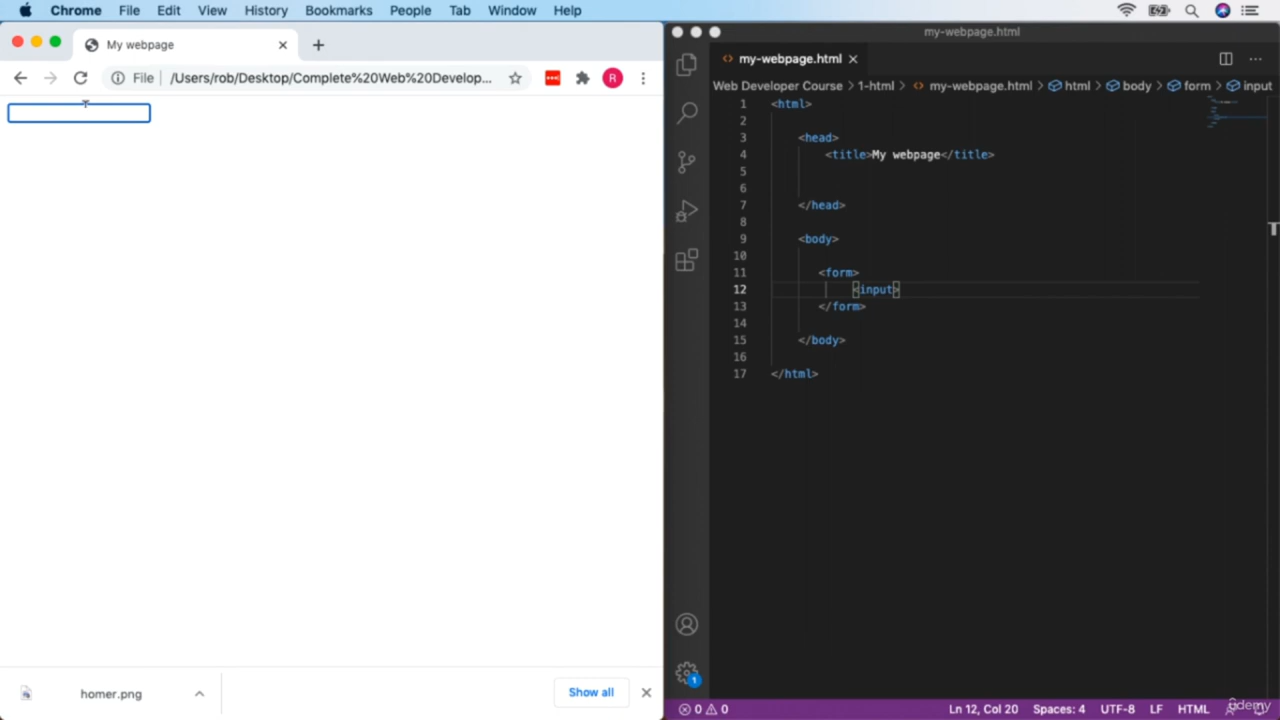 Chrome File Edit View History Bookmarks People Tab Window Help
My webpage
File /Users/rob/Desktop/Complete%20Web%20Develop...
R
homer.png
Show all
my-webpage.html
my-webpage.html
Web Developer Course > 1-html > my-webpage.html > html > body > form > input
1 <html>
2
3 <head>
4 <title>My webpage</title>
5
6
7 </head>
8
9 <body>
10
11 <form>
12 <input>
13 </form>
14
15 </body>
16
17 </html>
1
0 0 Ln 12, Col 20 Spaces: 4 UTF-8 LF HTML
ûdemy